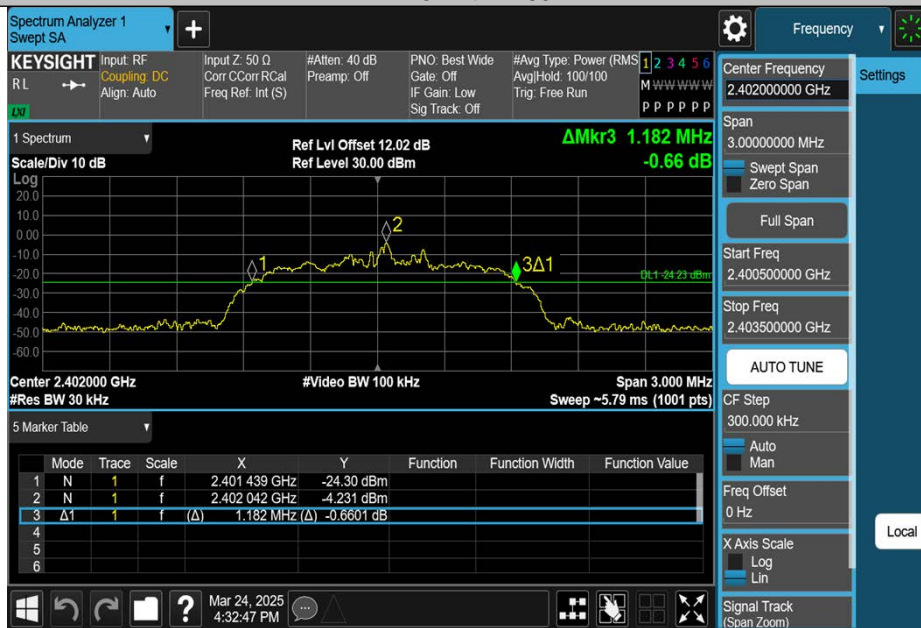 Spectrum Analyzer 1
Swept SA
+
Frequency
KEYSIGHT
RL
LXI
Input: RF
Coupling: DC
Align: Auto
Input Z: 50 Ω
Corr CCorr RCal
Freq Ref: Int (S)
#Atten: 40 dB
Preamp: Off
PNO: Best Wide
Gate: Off
IF Gain: Low
Sig Track: Off
#Avg Type: Power (RMS
Avg|Hold: 100/100
Trig: Free Run
1 2 3 4 5 6
M W W W W W
P P P P P P
1 Spectrum
Scale/Div 10 dB
Ref Lvl Offset 12.02 dB
Ref Level 30.00 dBm
ΔMkr3 1.182 MHz
-0.66 dB
Log
20.0
10.0
0.00
-10.0
-20.0
-30.0
-40.0
-50.0
-60.0
1
2
3Δ1
DL1 -24.23 dBm
Center 2.402000 GHz
#Video BW 100 kHz
Span 3.000 MHz
#Res BW 30 kHz
Sweep ~5.79 ms (1001 pts)
5 Marker Table
Mode Trace Scale X Y Function Function Width Function Value
1 N 1 f 2.401 439 GHz -24.30 dBm
2 N 1 f 2.402 042 GHz -4.231 dBm
3 Δ1 1 f (Δ) 1.182 MHz (Δ) -0.6601 dB
4
5
6
Mar 24, 2025
4:32:47 PM
?
Center Frequency
2.402000000 GHz
Settings
Span
3.00000000 MHz
Swept Span
Zero Span
Full Span
Start Freq
2.400500000 GHz
Stop Freq
2.403500000 GHz
AUTO TUNE
CF Step
300.000 kHz
Auto
Man
Freq Offset
0 Hz
Local
X Axis Scale
Log
Lin
Signal Track
(Span Zoom)